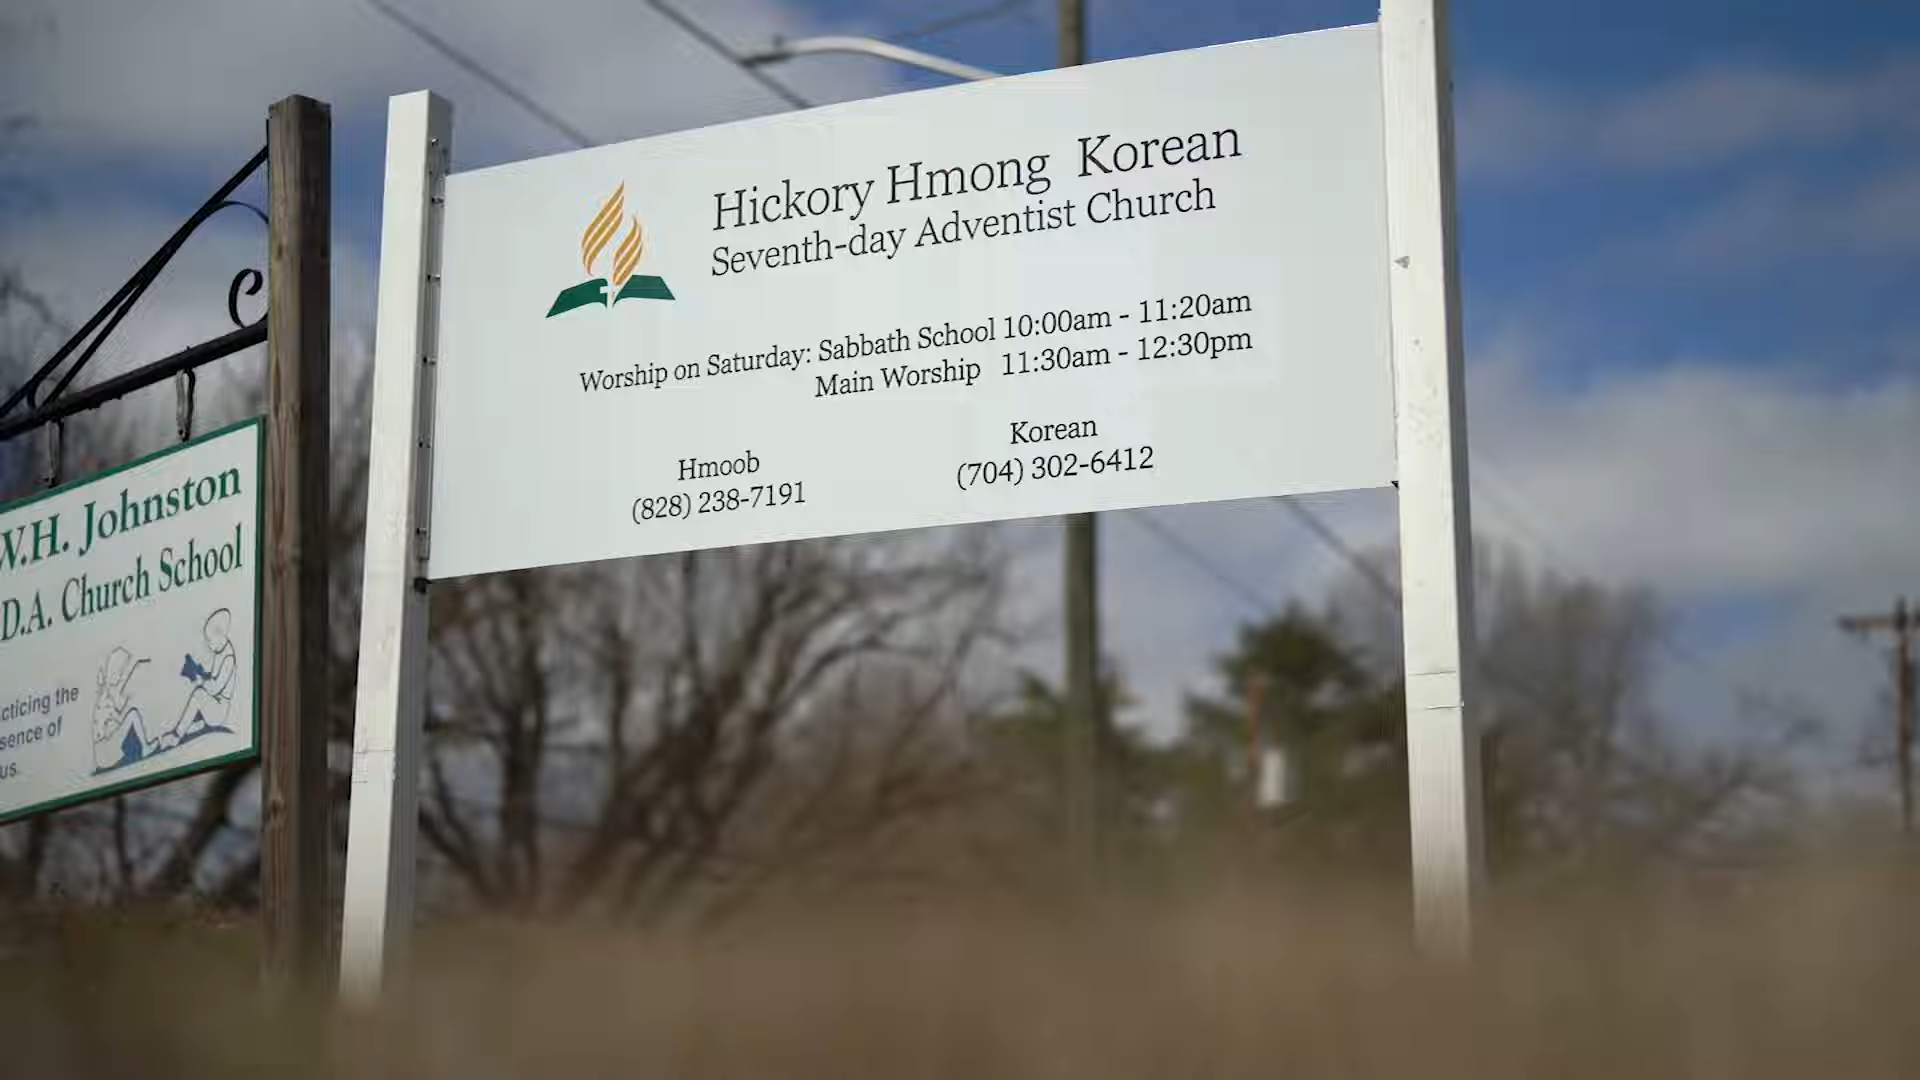 Hickory Hmong Korean
Seventh-day Adventist Church
Worship on Saturday: Sabbath School 10:00am - 11:20am
Main Worship 11:30am - 12:30pm
Hmoob
(828) 238-7191
Korean
(704) 302-6412
W.H. Johnston
D.A. Church School
cticing the
sence of
us